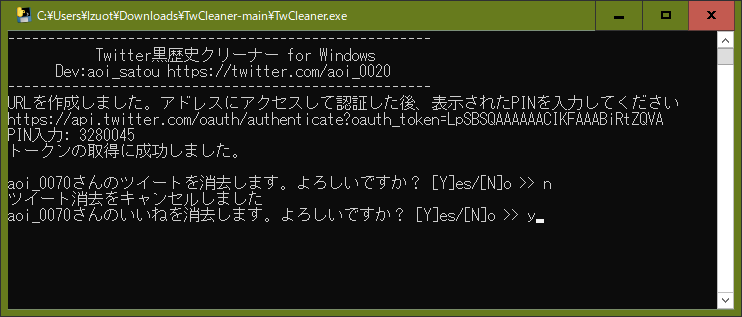 C:¥Users¥lzuot¥Downloads¥TwCleaner-main¥TwCleaner.exe
-----------------------------------------------------
Twitter黒歴史クリーナー for Windows
Dev:aoi_satou https://twitter.com/aoi_0020
-----------------------------------------------------
URLを作成しました。アドレスにアクセスして認証した後、表示されたPINを入力してください
https://api.twitter.com/oauth/authenticate?oauth_token=LpSBSQAAAAAACIKFAAABiRtZQVA
PIN入力: 3280045
トークンの取得に成功しました。
aoi_0070さんのツイートを消去します。よろしいですか? [Y]es/[N]o >> n
ツイート消去をキャンセルしました
aoi_0070さんのいいねを消去します。よろしいですか? [Y]es/[N]o >> y